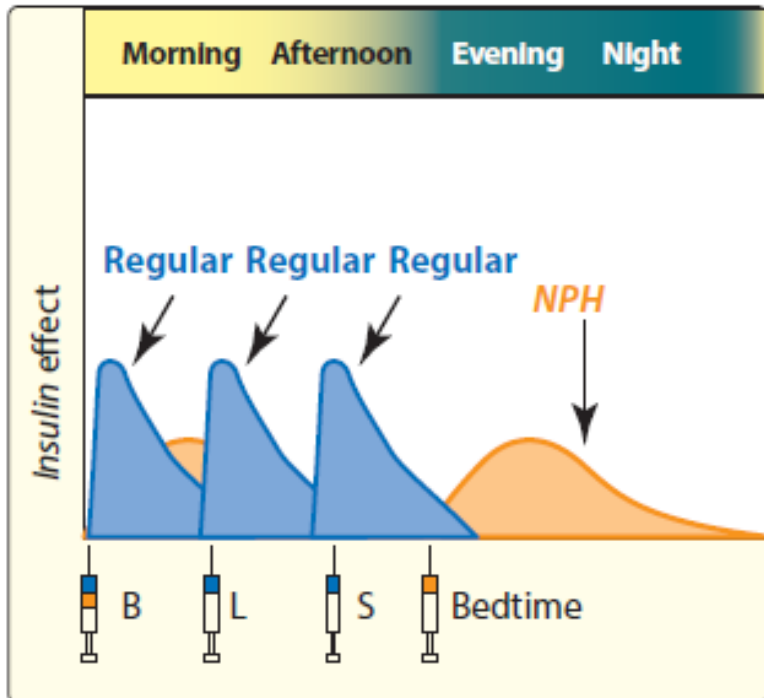 Morning Afternoon Evening Night
Regular Regular Regular
NPH
Insulin effect
B L S Bedtime